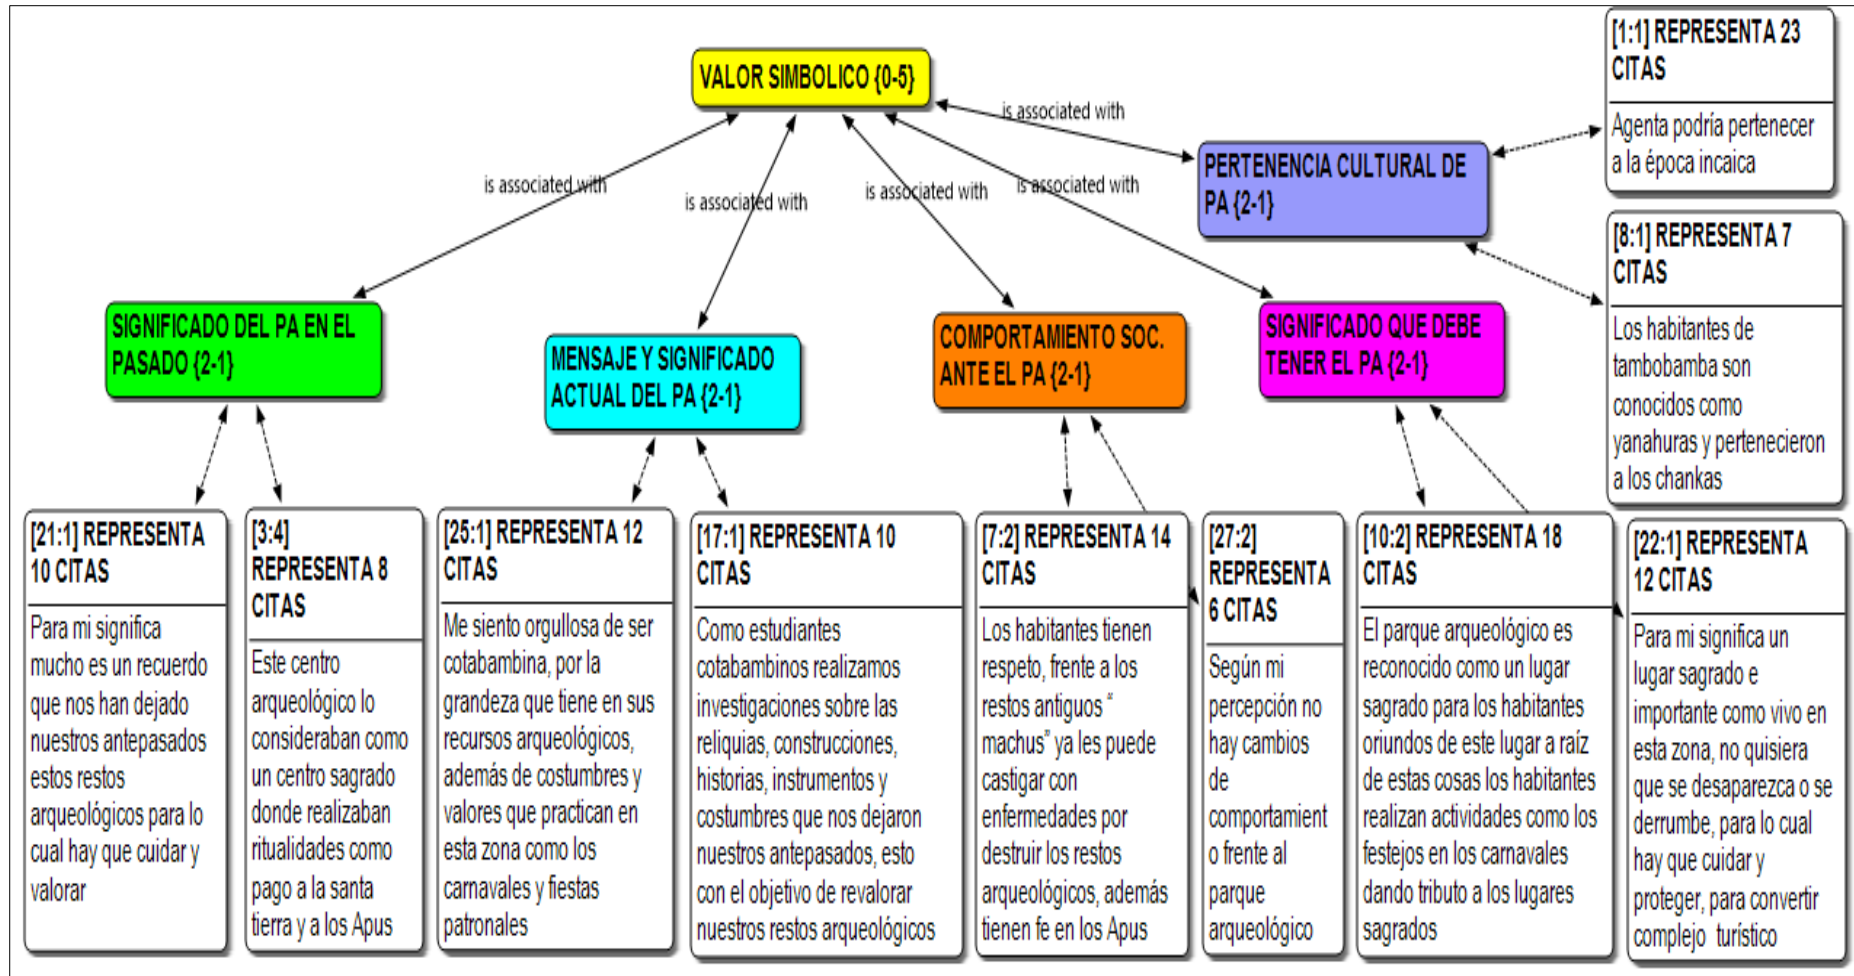 VALOR SIMBOLICO {0-5}
is associated with
is associated with
is associated with
is associated with
is associated with
PERTENENCIA CULTURAL DE
PA {2-1}
[1:1] REPRESENTA 23
CITAS
Agenta podría pertenecer
a la época incaica
[8:1] REPRESENTA 7
CITAS
Los habitantes de
tambobamba son
conocidos como
yanahuras y pertenecieron
a los chankas
SIGNIFICADO DEL PA EN EL
PASADO {2-1}
MENSAJE Y SIGNIFICADO
ACTUAL DEL PA {2-1}
COMPORTAMIENTO SOC.
ANTE EL PA {2-1}
SIGNIFICADO QUE DEBE
TENER EL PA {2-1}
[21:1] REPRESENTA
10 CITAS
Para mi significa
mucho es un recuerdo
que nos han dejado
nuestros antepasados
estos restos
arqueológicos para lo
cual hay que cuidar y
valorar
[3:4]
REPRESENTA 8
CITAS
Este centro
arqueológico lo
consideraban como
un centro sagrado
donde realizaban
ritualidades como
pago a la santa
tierra y a los Apus
[25:1] REPRESENTA 12
CITAS
Me siento orgullosa de ser
cotabambina, por la
grandeza que tiene en sus
recursos arqueológicos,
además de costumbres y
valores que practican en
esta zona como los
carnavales y fiestas
patronales
[17:1] REPRESENTA 10
CITAS
Como estudiantes
cotabambinos realizamos
investigaciones sobre las
reliquias, construcciones,
historias, instrumentos y
costumbres que nos dejaron
nuestros antepasados, esto
con el objetivo de revalorar
nuestros restos arqueológicos
[7:2] REPRESENTA 14
CITAS
Los habitantes tienen
respeto, frente a los
restos antiguos “
machus” ya les puede
castigar con
enfermedades por
destruir los restos
arqueológicos, además
tienen fe en los Apus
[27:2]
REPRESENTA
6 CITAS
Según mi
percepción no
hay cambios
de
comportamient
o frente al
parque
arqueológico
[10:2] REPRESENTA 18
CITAS
El parque arqueológico es
reconocido como un lugar
sagrado para los habitantes
oriundos de este lugar a raíz
de estas cosas los habitantes
realizan actividades como los
festejos en los carnavales
dando tributo a los lugares
sagrados
[22:1] REPRESENTA
12 CITAS
Para mi significa un
lugar sagrado e
importante como vivo en
esta zona, no quisiera
que se desaparezca o se
derrumbe, para lo cual
hay que cuidar y
proteger, para convertir
complejo turístico